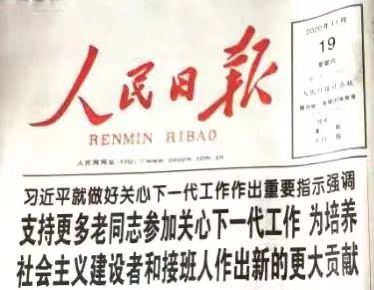 人民日报
RENMIN RIBAO
2020年11月
19
星期四
人民网网址:http://www.people.com.cn
习近平就做好关心下一代工作作出重要指示强调
支持更多老同志参加关心下一代工作 为培养
社会主义建设者和接班人作出新的更大贡献